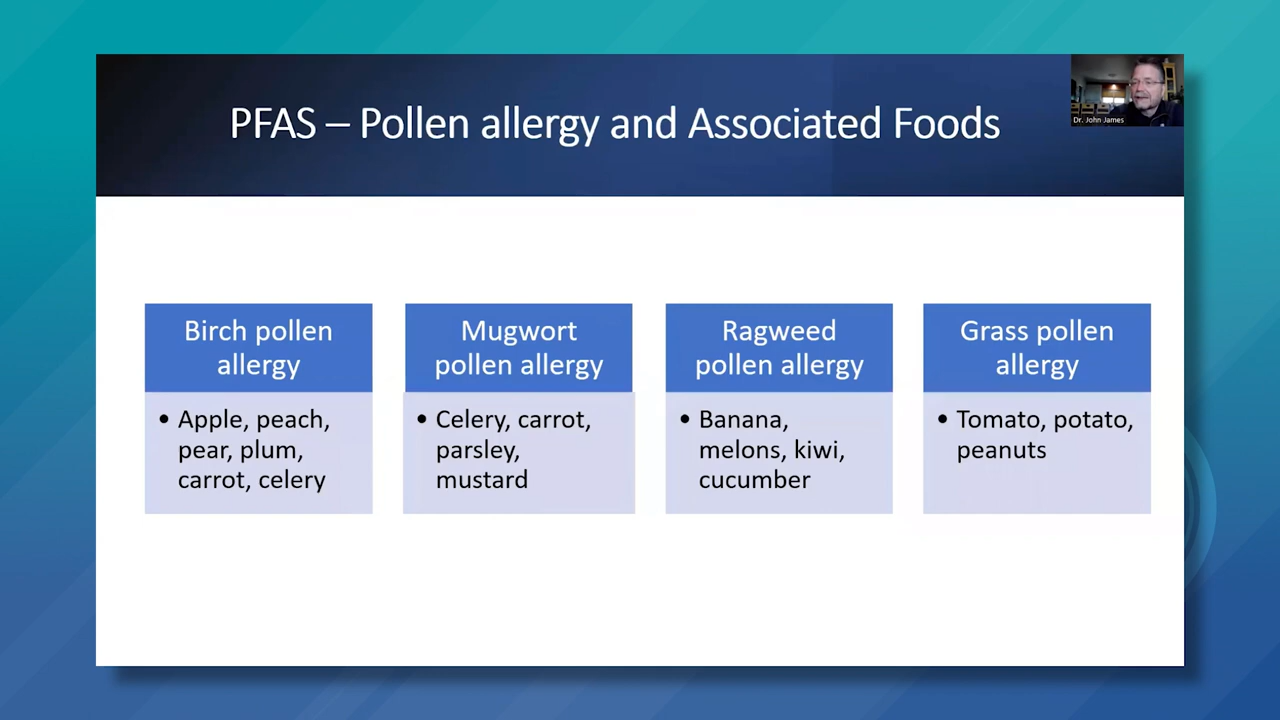 PFAS – Pollen allergy and Associated Foods
Dr. John James
Birch pollen
allergy
• Apple, peach,
pear, plum,
carrot, celery
Mugwort
pollen allergy
• Celery, carrot,
parsley,
mustard
Ragweed
pollen allergy
• Banana,
melons, kiwi,
cucumber
Grass pollen
allergy
• Tomato, potato,
peanuts